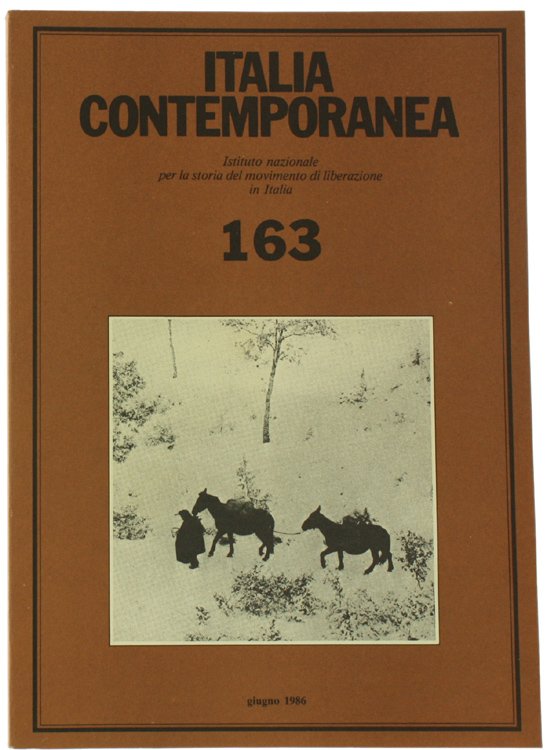 ITALIA
CONTEMPORANEA
Istituto nazionale
per la storia del movimento di liberazione
in Italia
163
giugno 1986